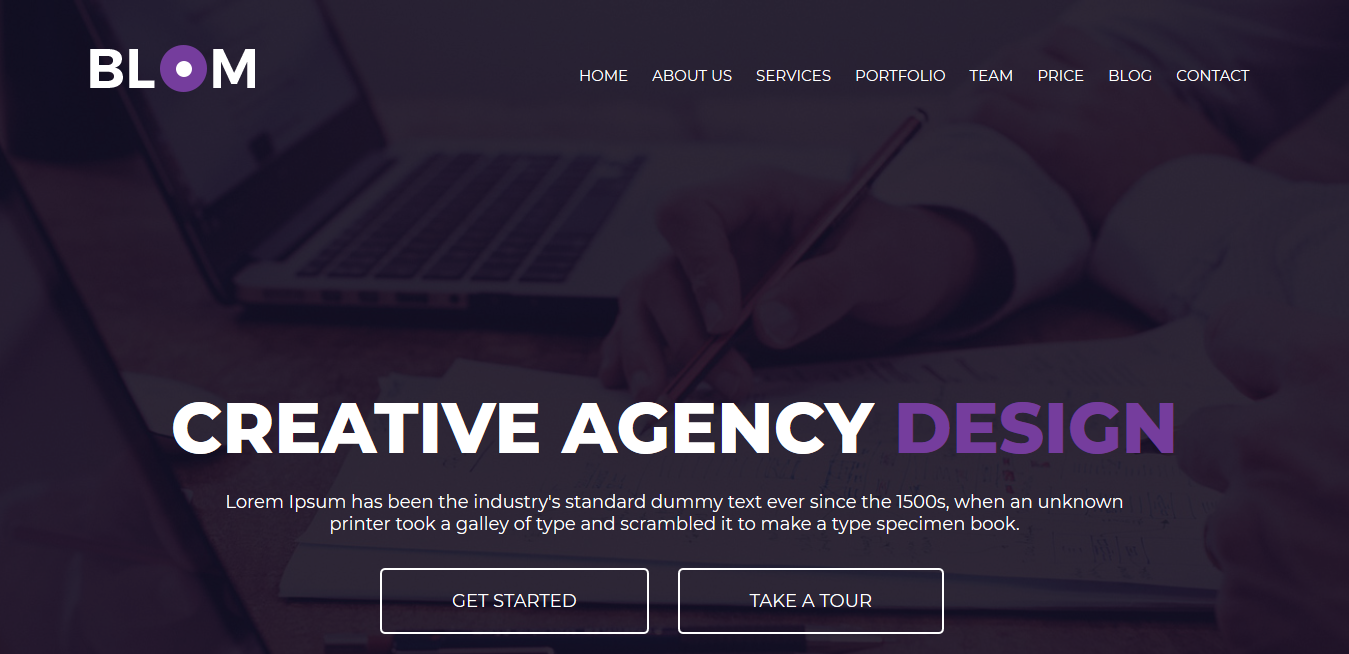 BLOM
HOME ABOUT US SERVICES PORTFOLIO TEAM PRICE BLOG CONTACT
CREATIVE AGENCY DESIGN
Lorem Ipsum has been the industry's standard dummy text ever since the 1500s, when an unknown
printer took a galley of type and scrambled it to make a type specimen book.
GET STARTED TAKE A TOUR